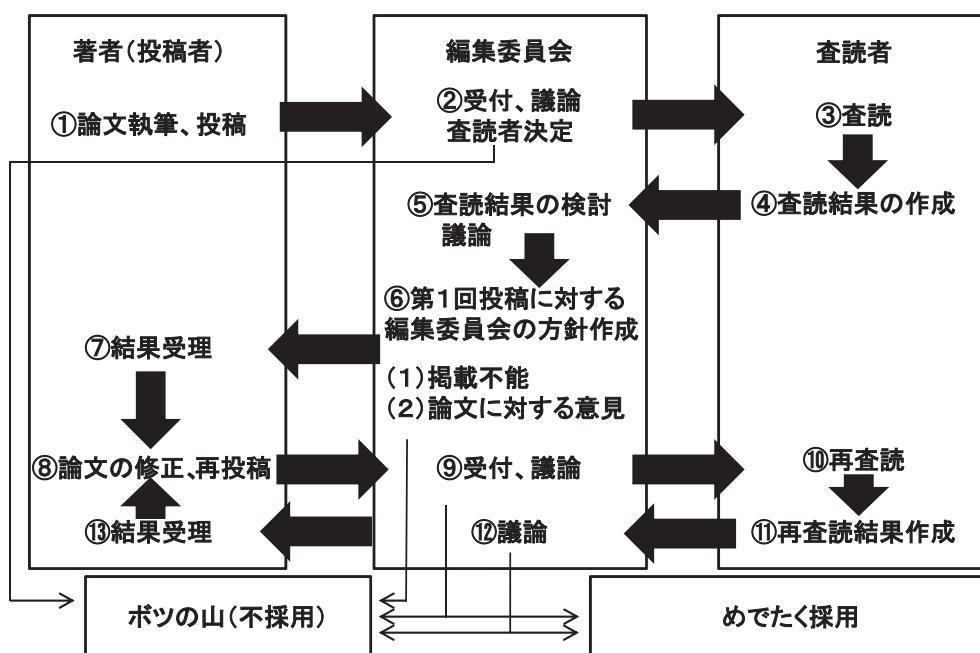 著者（投稿者）
①論文執筆、投稿
編集委員会
②受付、議論
査読者決定
査読者
③査読
④査読結果の作成
⑤査読結果の検討
議論
⑥第１回投稿に対する
編集委員会の方針作成
（１）掲載不能
（２）論文に対する意見
⑦結果受理
⑧論文の修正、再投稿
⑨受付、議論
⑩再査読
⑪再査読結果作成
⑫議論
⑬結果受理
ボツの山（不採用）
めでたく採用